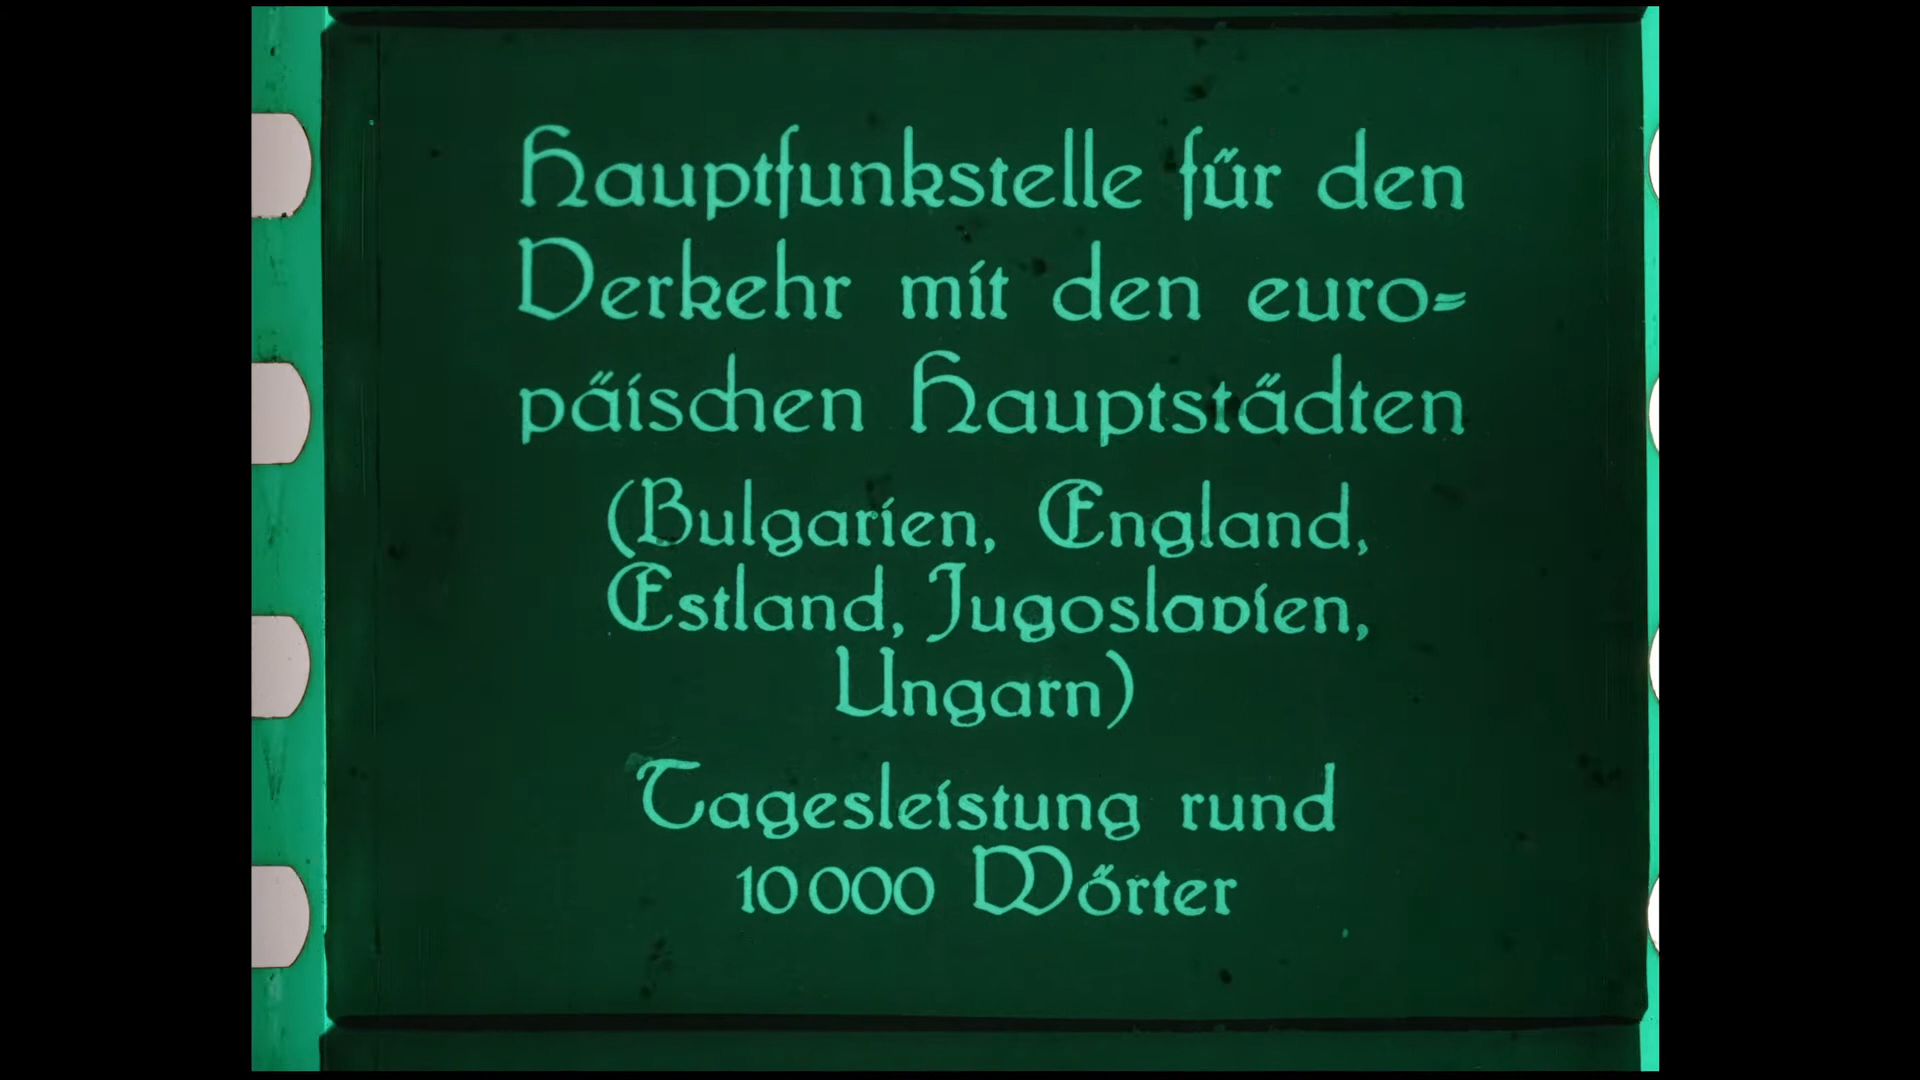 Hauptfunkstelle für den
Verkehr mit den euro=
päischen Hauptstädten
(Bulgarien, England,
Estland, Jugoslavien,
Ungarn)
Tagesleistung rund
10000 Wörter